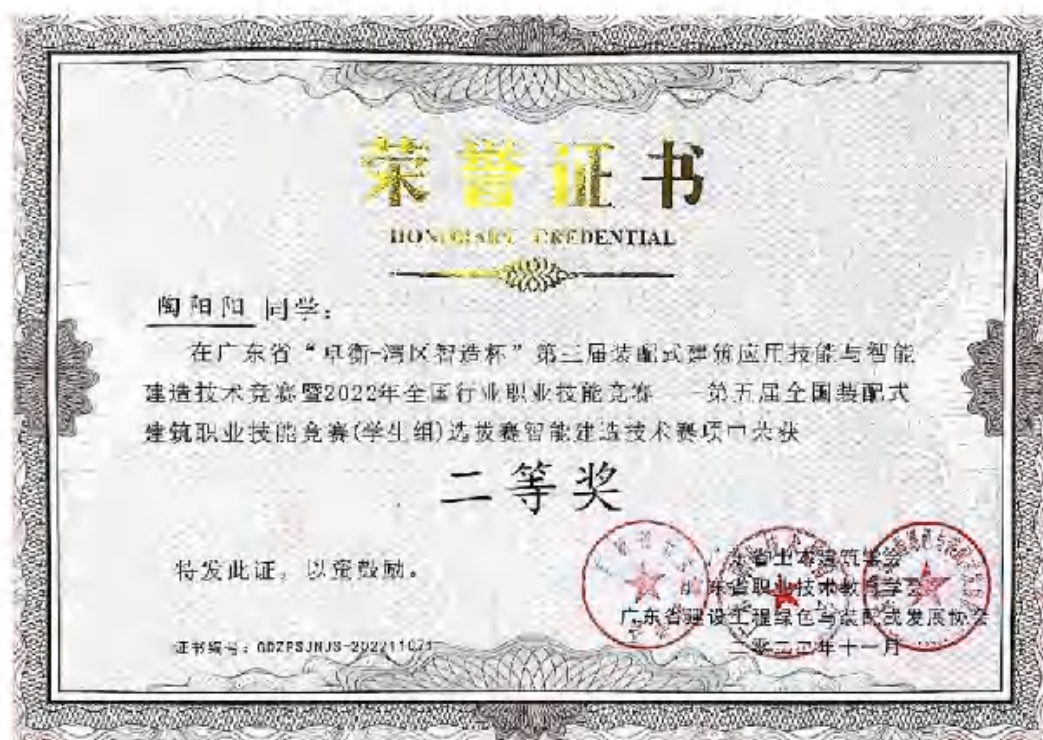 荣誉证书
HONORARY CREDENTIAL
陶阳阳 同学:
在广东省“卓衡-湾区智造杯”第三届装配式建筑应用技能与智能
建造技术竞赛暨2022年全国行业职业技能竞赛——第五届全国装配式
建筑职业技能竞赛(学生组)选拔赛智能建造技术赛项中荣获
二等奖
特发此证,以资鼓励。
省土木建筑学会
广东省职业技术教育学会
广东省建设工程绿色与装配式发展协会
证书编号:GDZPSJNJS-202211071
二零二二年十一月